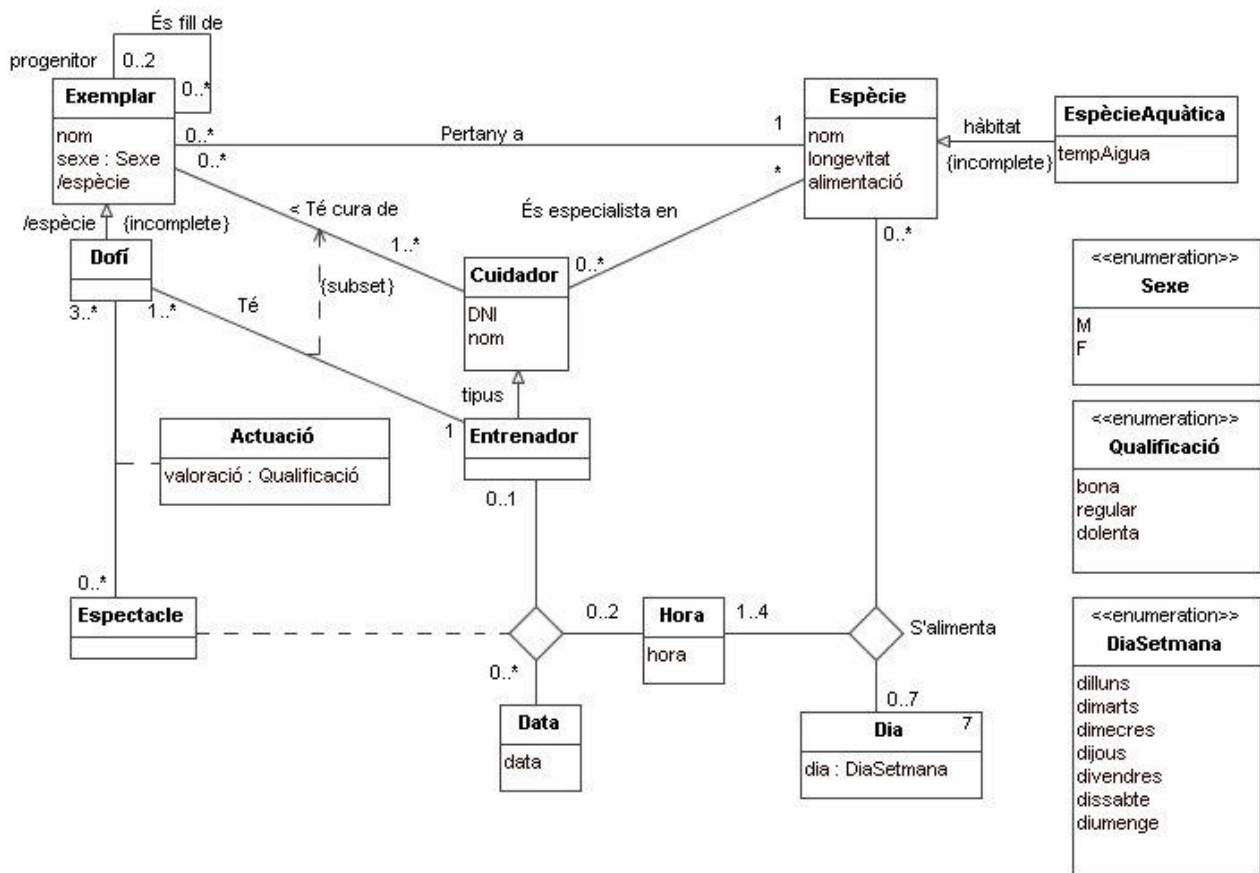 És fill de
progenitor
0..2
0..*
Exemplar
nom
sexe : Sexe
/espècie
0..*
Pertany a
1
0..*
Espècie
nom
longevitat
alimentació
hàbitat
{incomplete}
EspècieAquàtica
tempAigua
/espècie
{incomplete}
< Té cura de
1..*
És especialista en
*
0..*
0..*
Dofí
3..*
1..*
Té
{subset}
Cuidador
DNI
nom
<<enumeration>>
Sexe
M
F
tipus
1
Entrenador
0..1
Actuació
valoració : Qualificació
<<enumeration>>
Qualificació
bona
regular
dolenta
0..*
Espectacle
0..2
Hora
hora
1..4
S'alimenta
0..*
Data
data
0..7
Dia
7
dia : DiaSetmana
<<enumeration>>
DiaSetmana
dilluns
dimarts
dimecres
dijous
divendres
dissabte
diumenge